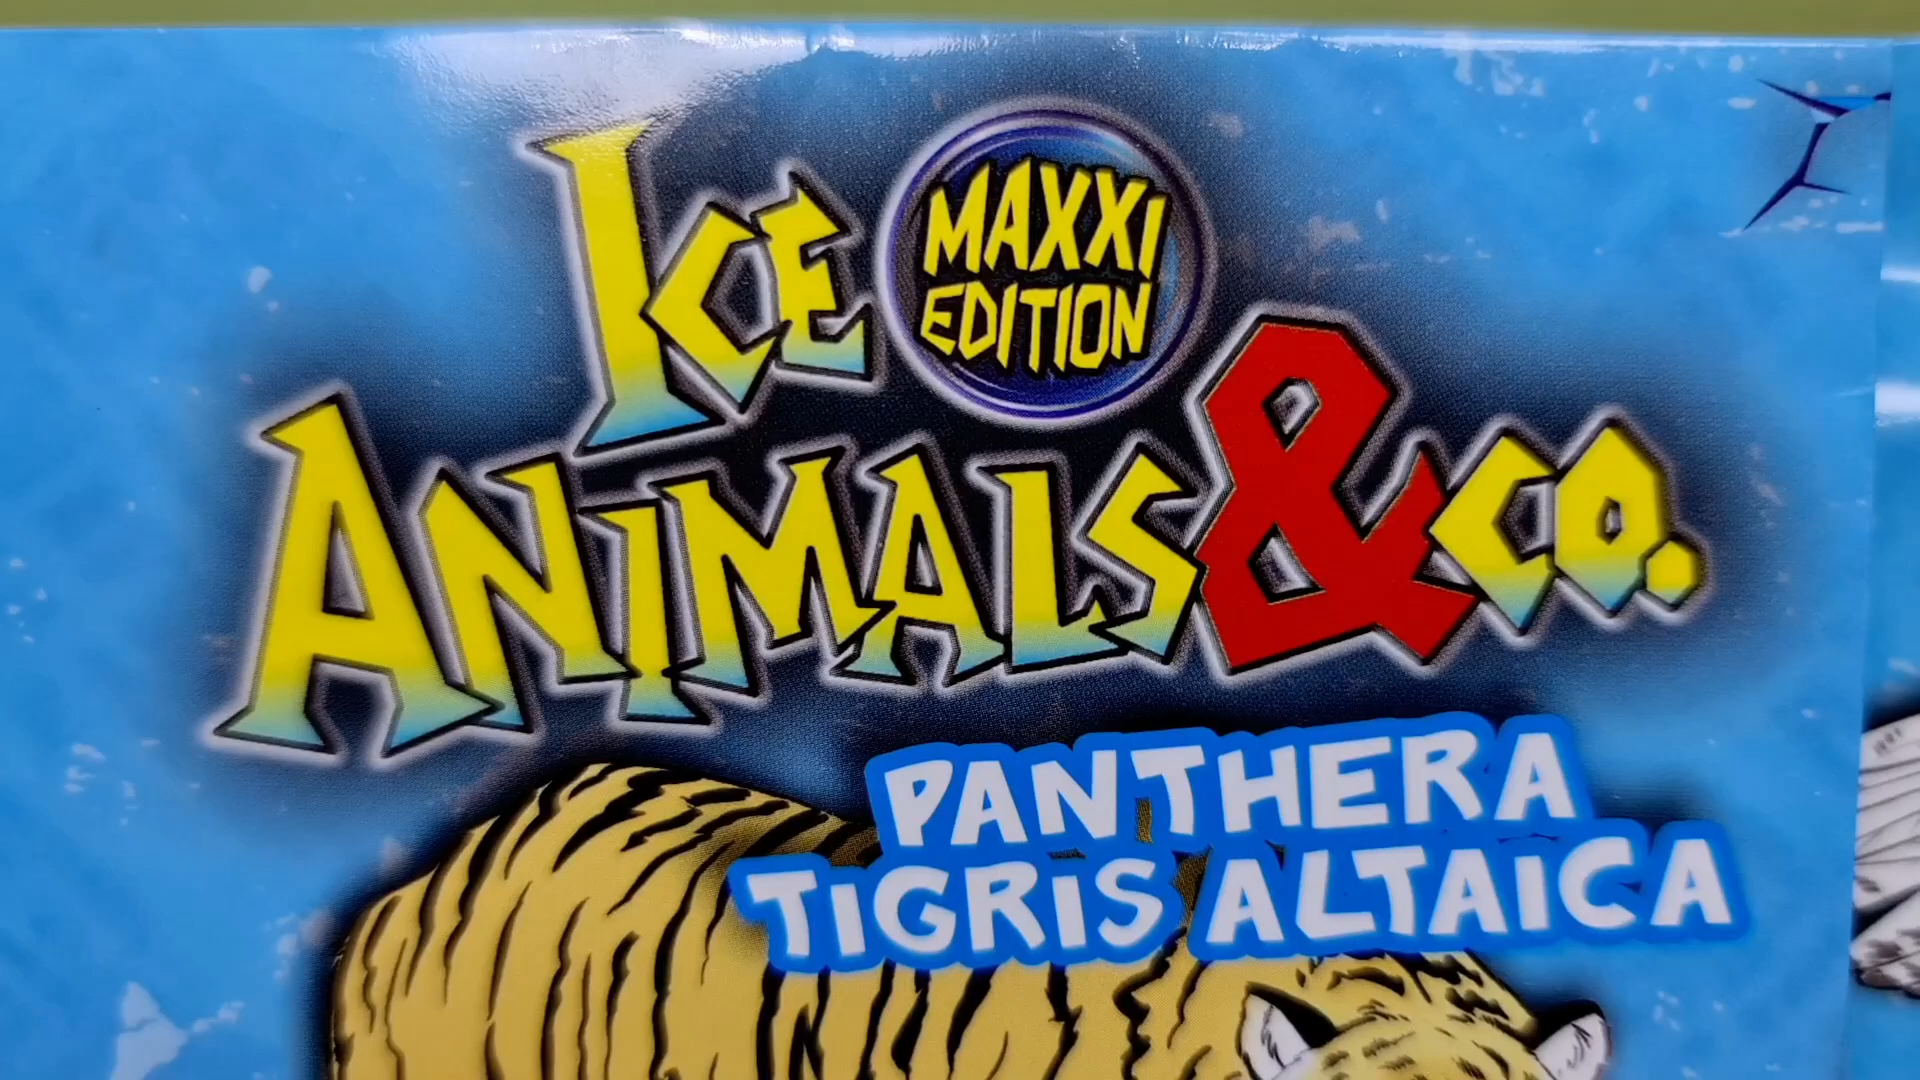 ICE
MAXXI
EDITION
ANIMALS & CO.
PANTHERA
TIGRIS ALTAICA